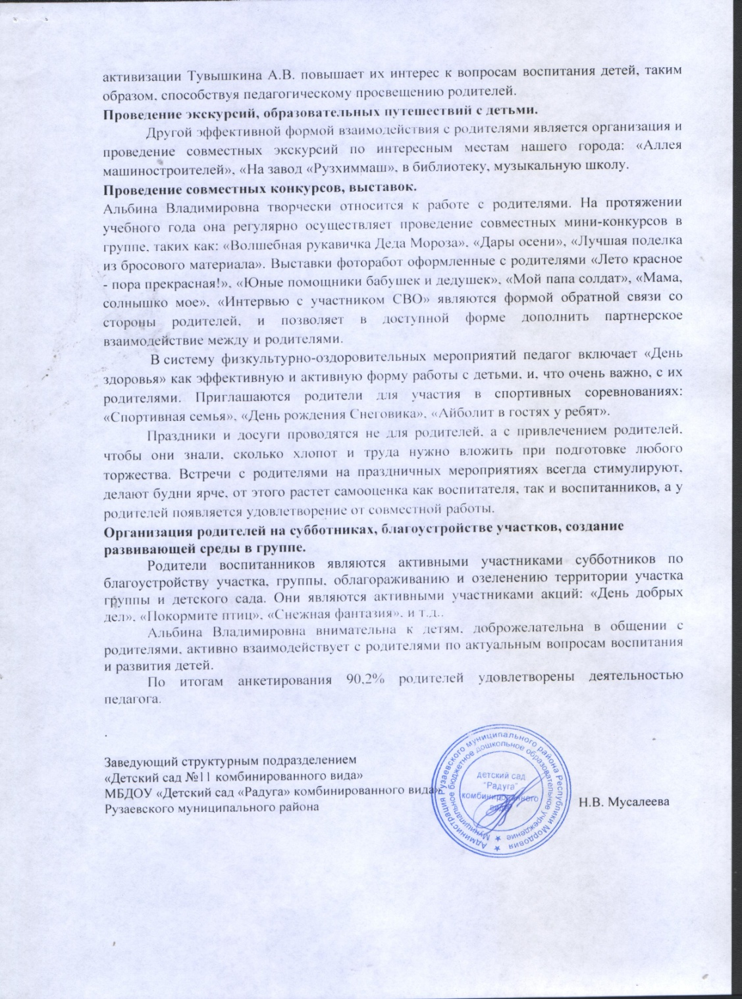 активизации Тувышкина А.В. повышает их интерес к вопросам воспитания детей, таким
образом, способствуя педагогическому просвещению родителей.
Проведение экскурсий, образовательных путешествий с детьми.
Другой эффективной формой взаимодействия с родителями является организация и
проведение совместных экскурсий по интересным местам нашего города: «Аллея
машиностроителей», «На завод «Рузхиммаш», в библиотеку, музыкальную школу.
Проведение совместных конкурсов, выставок.
Альбина Владимировна творчески относится к работе с родителями. На протяжении
учебного года она регулярно осуществляет проведение совместных мини-конкурсов в
группе, таких как: «Волшебная рукавичка Деда Мороза», «Дары осени», «Лучшая поделка
из бросового материала». Выставки фоторабот оформленные с родителями «Лето красное
- пора прекрасная!», «Юные помощники бабушек и дедушек», «Мой папа солдат», «Мама,
солнышко мое», «Интервью с участником СВО» являются формой обратной связи со
стороны родителей, и позволяет в доступной форме дополнить партнерское
взаимодействие между и родителями.
В систему физкультурно-оздоровительных мероприятий педагог включает «День
здоровья» как эффективную и активную форму работы с детьми, и, что очень важно, с их
родителями. Приглашаются родители для участия в спортивных соревнованиях:
«Спортивная семья», «День рождения Снеговика», «Айболит в гостях у ребят».
Праздники и досуги проводятся не для родителей, а с привлечением родителей,
чтобы они знали, сколько хлопот и труда нужно вложить при подготовке любого
торжества. Встречи с родителями на праздничных мероприятиях всегда стимулируют,
делают будни ярче, от этого растет самооценка как воспитателя, так и воспитанников, а у
родителей появляется удовлетворение от совместной работы.
Организация родителей на субботниках, благоустройстве участков, создание
развивающей среды в группе.
Родители воспитанников являются активными участниками субботников по
благоустройству участка, группы, облагораживанию и озеленению территории участка
группы и детского сада. Они являются активными участниками акций: «День добрых
дел», «Покормите птиц», «Снежная фантазия», и т.д..
Альбина Владимировна внимательна к детям, доброжелательна в общении с
родителями, активно взаимодействует с родителями по актуальным вопросам воспитания
и развития детей.
По итогам анкетирования 90,2% родителей удовлетворены деятельностью
педагога.
.
Заведующий структурным подразделением
«Детский сад №11 комбинированного вида»
МБДОУ «Детский сад «Радуга» комбинированного вида»
Рузаевского муниципального района
Н.В. Мусалеева
Администрация Рузаевского муниципального района Республики Мордовия
Муниципальное бюджетное дошкольное образовательное учреждение
детский сад
"Радуга"
комбинированного
вида